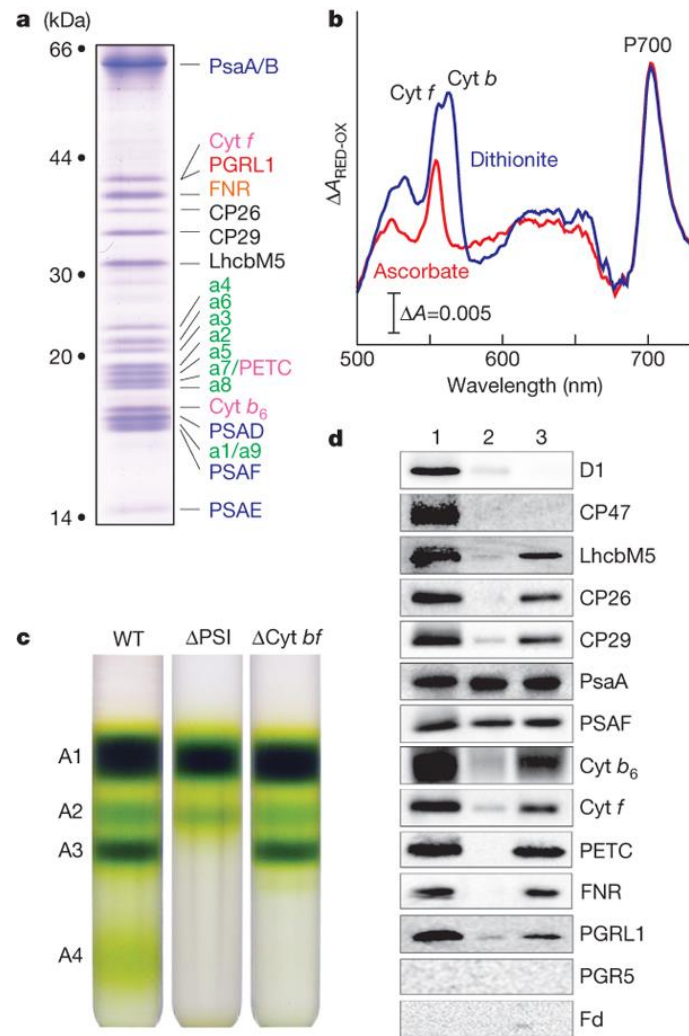 a (kDa)
66
44
30
20
14
PsaA/B
Cyt f
PGRL1
FNR
CP26
CP29
LhcbM5
a4
a6
a3
a2
a5
a7/PETC
a8
Cyt b6
PSAD
a1/a9
PSAF
PSAE
b
P700
Cyt b
Cyt f
Dithionite
Ascorbate
ΔA=0.005
ΔA RED-OX
500 600 700
Wavelength (nm)
c
WT ΔPSI ΔCyt bf
A1
A2
A3
A4
d
1 2 3
D1
CP47
LhcbM5
CP26
CP29
PsaA
PSAF
Cyt b6
Cyt f
PETC
FNR
PGRL1
PGR5
Fd